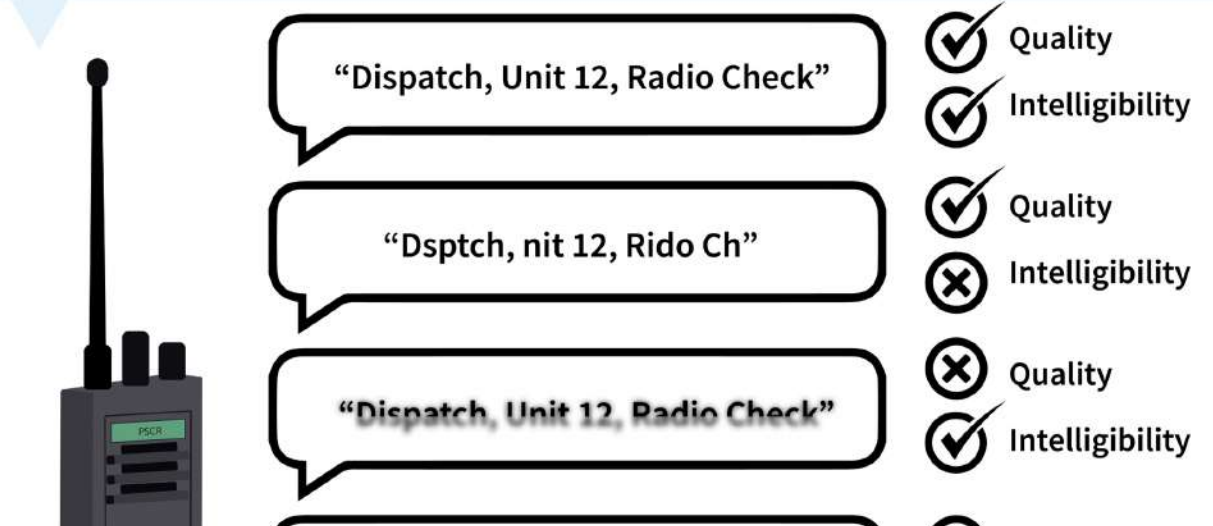 “Dispatch, Unit 12, Radio Check”
Quality
Intelligibility
“Dsptch, nit 12, Rido Ch”
Quality
Intelligibility
“Dispatch, Unit 12, Radio Check”
Quality
Intelligibility
PSCR